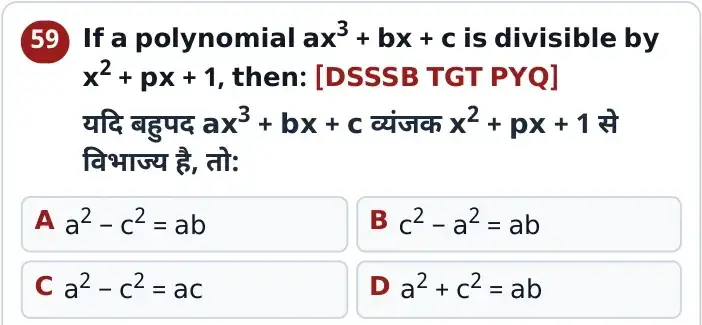 59 If a polynomial ax³ + bx + c is divisible by
x² + px + 1, then: [DSSSB TGT PYQ]
यदि बहुपद ax³ + bx + c व्यंजक x² + px + 1 से
विभाज्य है, तो:
A a² – c² = ab
B c² – a² = ab
C a² – c² = ac
D a² + c² = ab